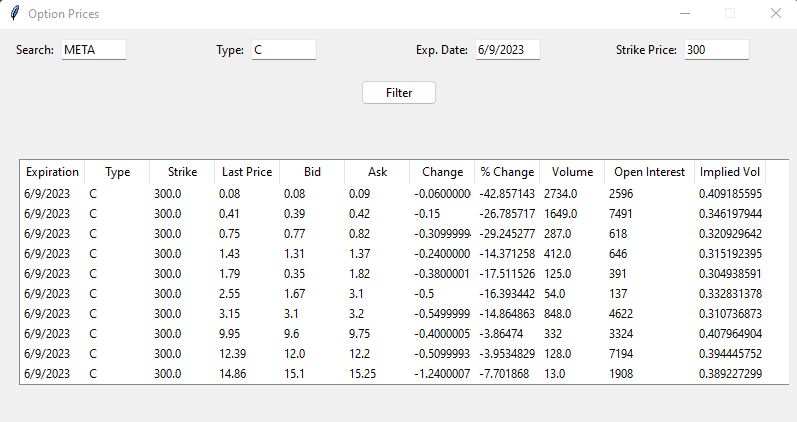 Option Prices
Search: META Type: C Exp. Date: 6/9/2023 Strike Price: 300
Filter
Expiration Type Strike Last Price Bid Ask Change % Change Volume Open Interest Implied Vol
6/9/2023 C 300.0 0.08 0.08 0.09 -0.0600000 -42.857143 2734.0 2596 0.409185595
6/9/2023 C 300.0 0.41 0.39 0.42 -0.15 -26.785717 1649.0 7491 0.346197944
6/9/2023 C 300.0 0.75 0.77 0.82 -0.3099999 -29.245277 287.0 618 0.320929642
6/9/2023 C 300.0 1.43 1.31 1.37 -0.2400000 -14.371258 412.0 646 0.315192395
6/9/2023 C 300.0 1.79 0.35 1.82 -0.3800001 -17.511526 125.0 391 0.304938591
6/9/2023 C 300.0 2.55 1.67 3.1 -0.5 -16.393442 54.0 137 0.332831378
6/9/2023 C 300.0 3.15 3.1 3.2 -0.5499999 -14.864863 848.0 4622 0.310736873
6/9/2023 C 300.0 9.95 9.6 9.75 -0.4000005 -3.86474 332 3324 0.407964904
6/9/2023 C 300.0 12.39 12.0 12.2 -0.5099993 -3.9534829 128.0 7194 0.394445752
6/9/2023 C 300.0 14.86 15.1 15.25 -1.2400007 -7.701868 13.0 1908 0.389227299